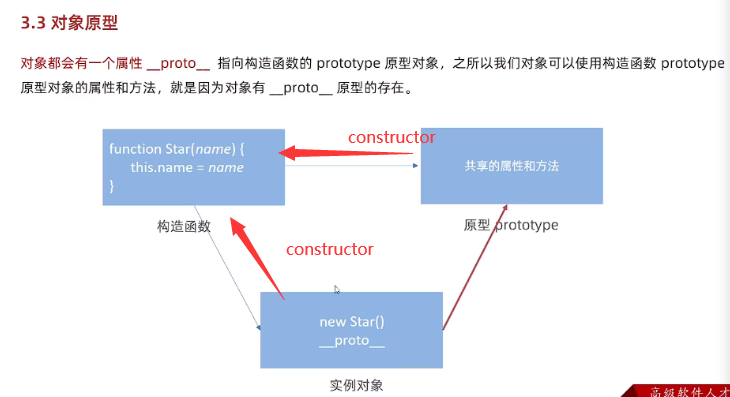 3.3 对象原型
对象都会有一个属性 __proto__ 指向构造函数的 prototype 原型对象，之所以我们对象可以使用构造函数 prototype
原型对象的属性和方法，就是因为对象有 __proto__ 原型的存在。
constructor
function Star(name) {
this.name = name
}
共享的属性和方法
构造函数
原型 prototype
constructor
new Star()
__proto__
实例对象
高级软件人才